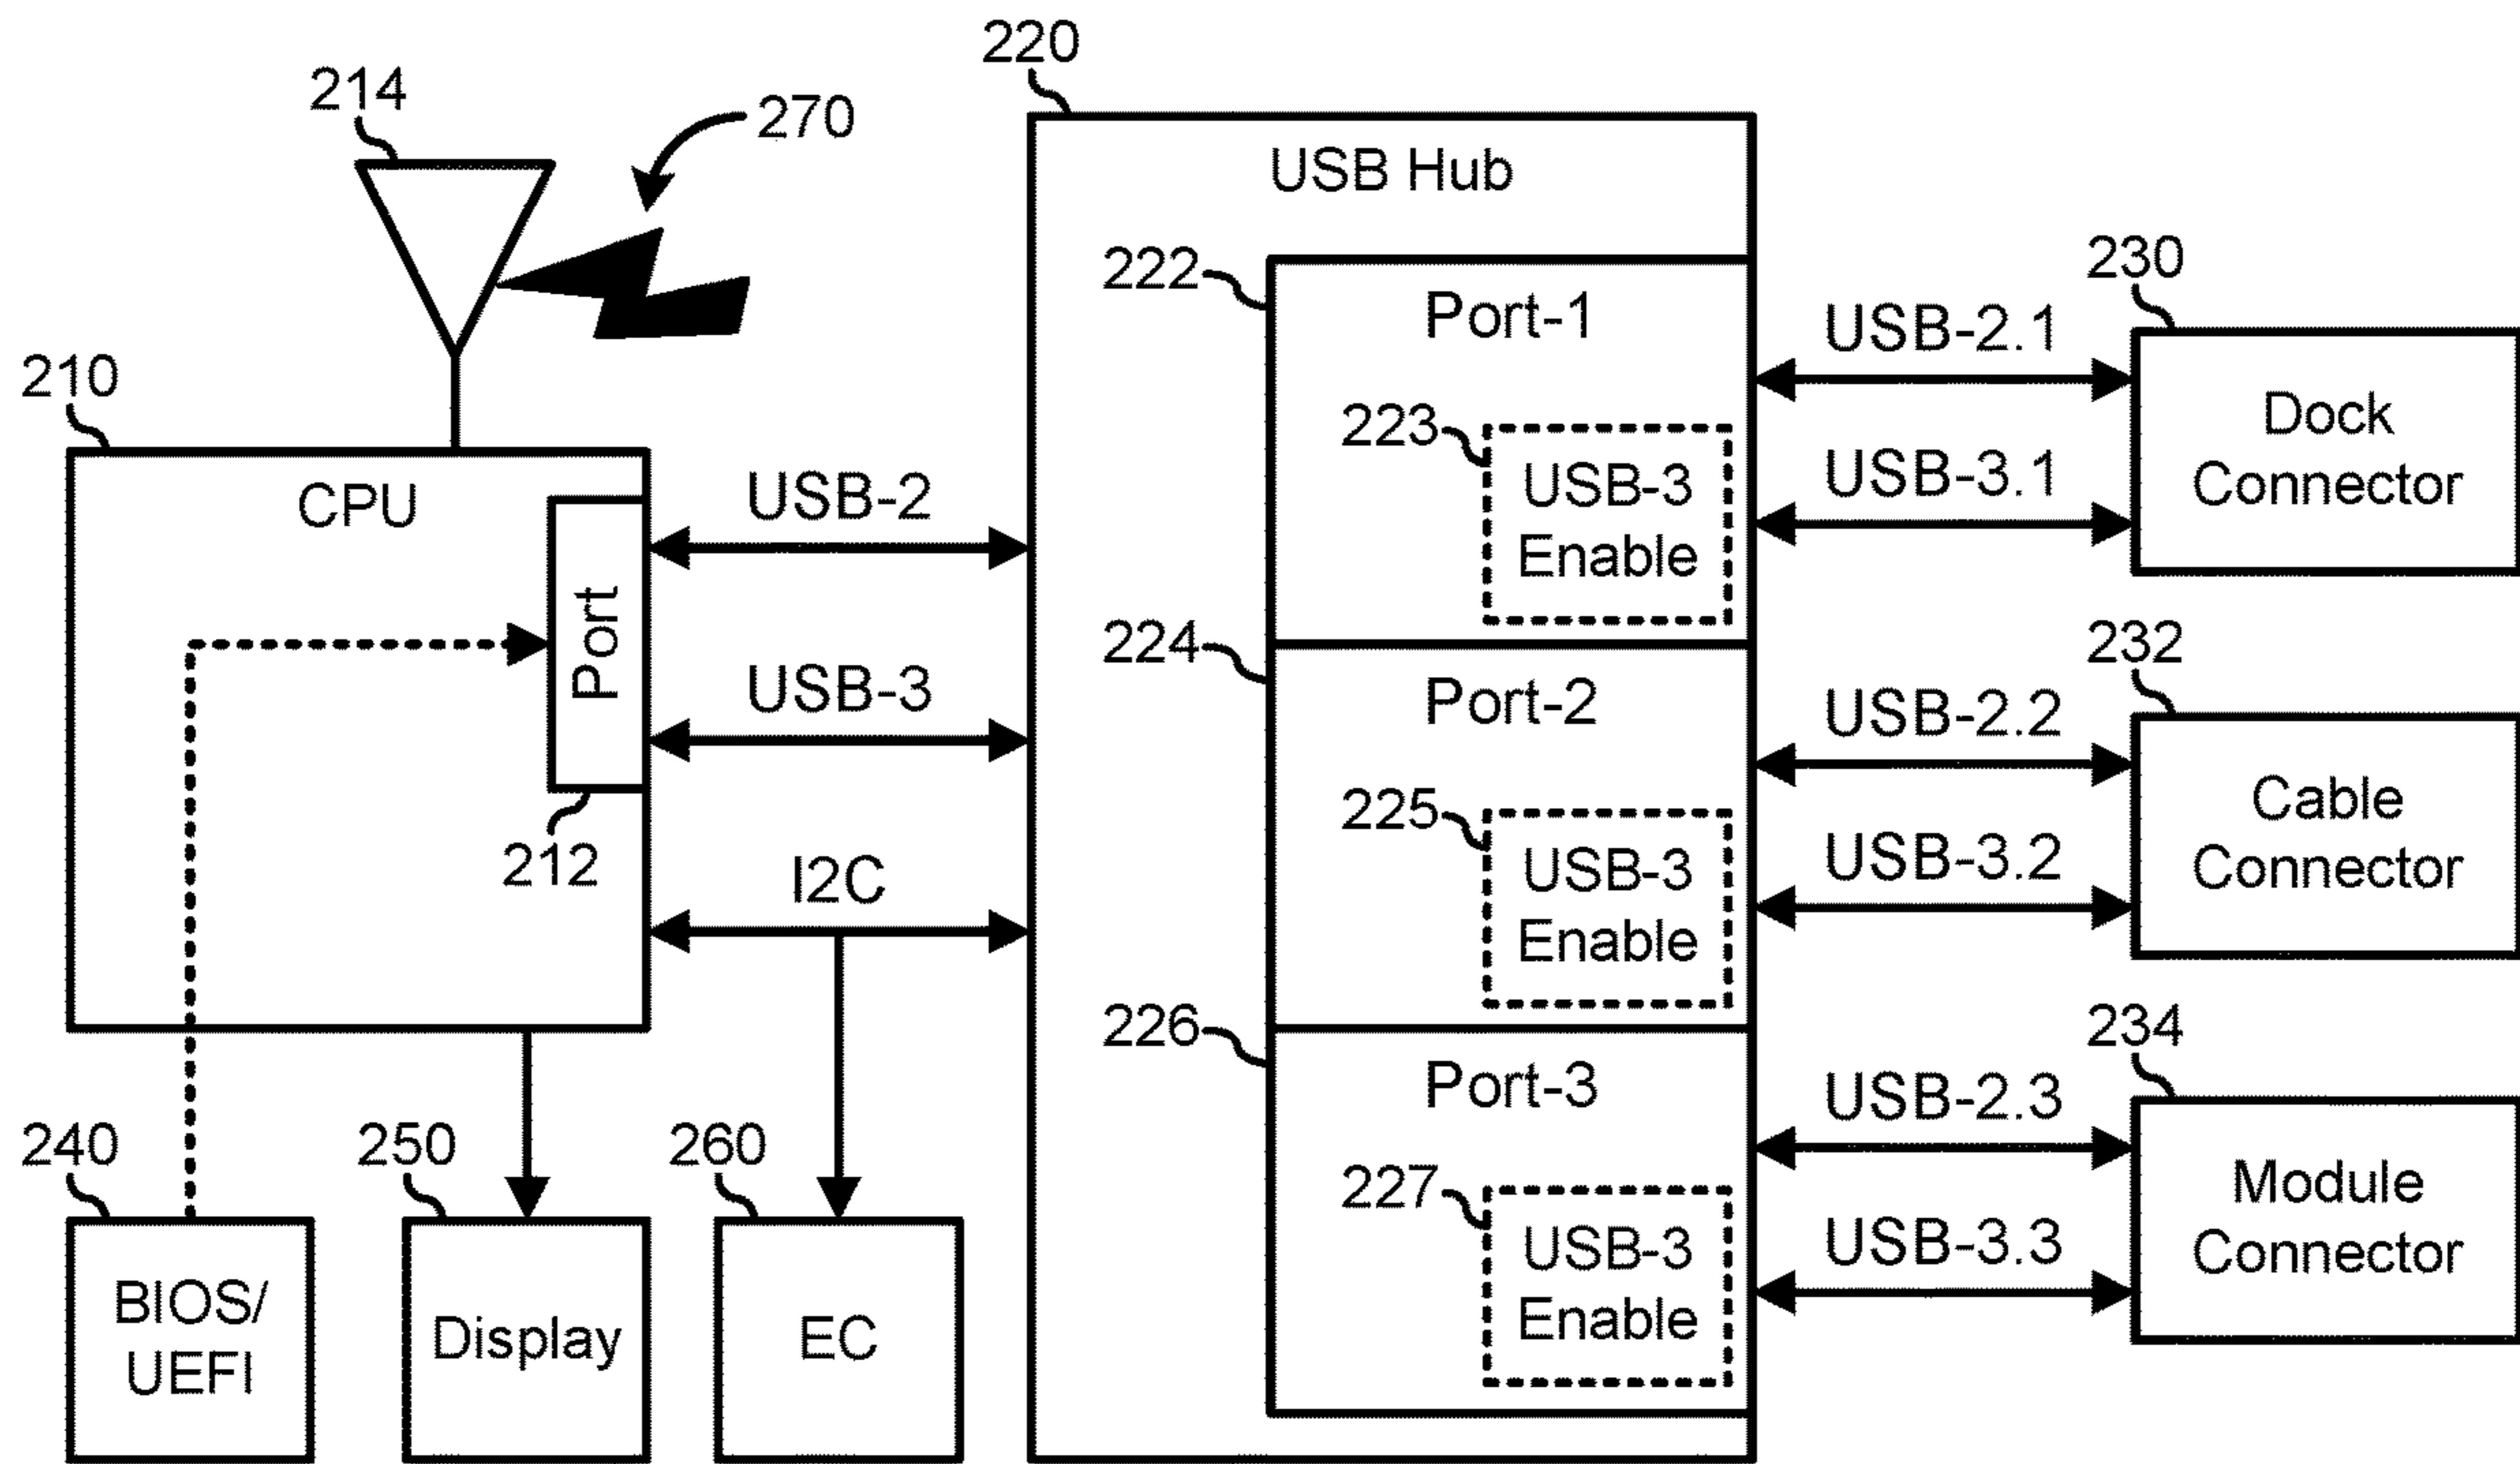 220
214
270
USB Hub
222
Port-1
230
USB-2.1
210
Dock
Connector
223
USB-3
Enable
USB-3.1
CPU
USB-2
Port
224
Port-2
232
USB-3
USB-2.2
Cable
Connector
225
USB-3
Enable
USB-3.2
212
I2C
226
Port-3
234
USB-2.3
240
250
260
227
USB-3
Enable
Module
Connector
USB-3.3
BIOS/
UEFI
Display
EC